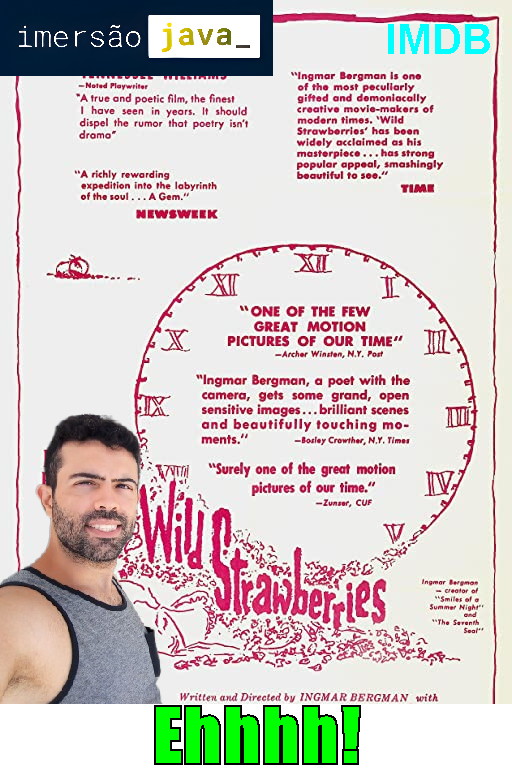 imersão java_
IMDB
TENNESSEE WILLIAMS
—Noted Playwriter
"A true and poetic film, the finest
I have seen in years. It should
dispel the rumor that poetry isn't
drama"
"A richly rewarding
expedition into the labyrinth
of the soul . . . A Gem."
NEWSWEEK
"Ingmar Bergman is one
of the most peculiarly
gifted and demoniacally
creative movie-makers of
modern times. 'Wild
Strawberries' has been
widely acclaimed as his
masterpiece . . . has strong
popular appeal, smashingly
beautiful to see."
TIME
XII
XI
I
X
II
IX
III
VIII
IV
V
"ONE OF THE FEW
GREAT MOTION
PICTURES OF OUR TIME"
—Archer Winsten, N.Y. Post
"Ingmar Bergman, a poet with the
camera, gets some grand, open
sensitive images...brilliant scenes
and beautifully touching mo-
ments."
—Bosley Crowther, N.Y. Times
"Surely one of the great motion
pictures of our time."
—Zunser, CUF
Wild
Strawberries
Ingmar Bergman
— creator of
"Smiles of a
Summer Night"
and
"The Seventh
Seal"
Written and Directed by INGMAR BERGMAN with
Ehhhh!